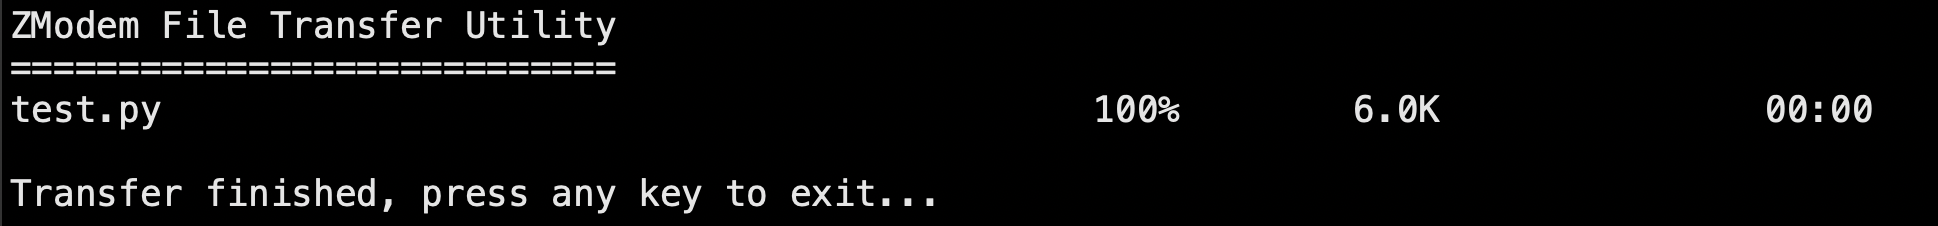 ZModem File Transfer Utility
============================
test.py 100% 6.0K 00:00
Transfer finished, press any key to exit...